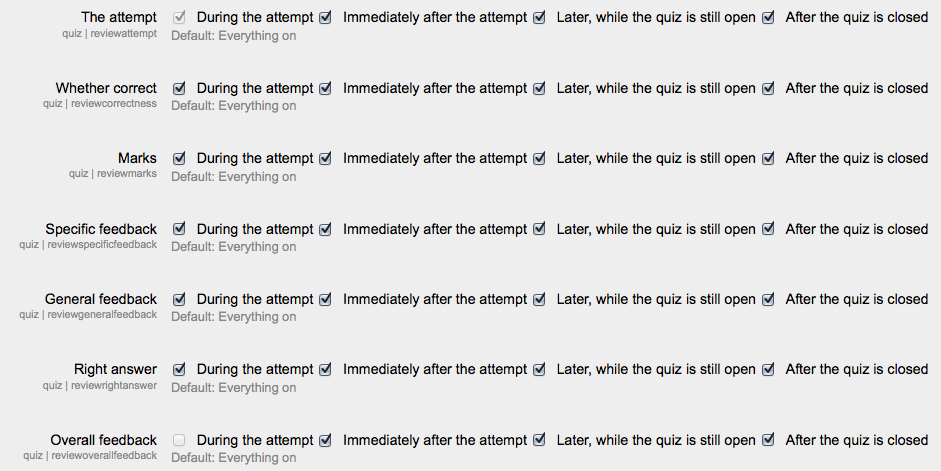 The attempt During the attempt Immediately after the attempt Later, while the quiz is still open After the quiz is closed
quiz | reviewattempt Default: Everything on
Whether correct During the attempt Immediately after the attempt Later, while the quiz is still open After the quiz is closed
quiz | reviewcorrectness Default: Everything on
Marks During the attempt Immediately after the attempt Later, while the quiz is still open After the quiz is closed
quiz | reviewmarks Default: Everything on
Specific feedback During the attempt Immediately after the attempt Later, while the quiz is still open After the quiz is closed
quiz | reviewspecificfeedback Default: Everything on
General feedback During the attempt Immediately after the attempt Later, while the quiz is still open After the quiz is closed
quiz | reviewgeneralfeedback Default: Everything on
Right answer During the attempt Immediately after the attempt Later, while the quiz is still open After the quiz is closed
quiz | reviewrightanswer Default: Everything on
Overall feedback During the attempt Immediately after the attempt Later, while the quiz is still open After the quiz is closed
quiz | reviewoverallfeedback Default: Everything on